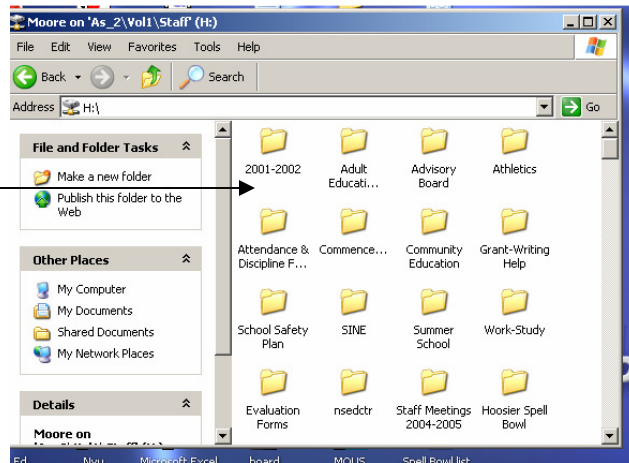 Moore on 'As_2\Vol1\Staff' (H:)
File Edit View Favorites Tools Help
Back Search
Address H:\ Go
File and Folder Tasks
Make a new folder
Publish this folder to the
Web
Other Places
My Computer
My Documents
Shared Documents
My Network Places
Details
Moore on
2001-2002
Adult
Educati...
Advisory
Board
Athletics
Attendance &
Discipline F...
Commence...
Community
Education
Grant-Writing
Help
School Safety
Plan
SINE
Summer
School
Work-Study
Evaluation
Forms
nsedctr
Staff Meetings
2004-2005
Hoosier Spell
Bowl
Ed Nvu Microsoft Excel board MOUS Spell Bowl list